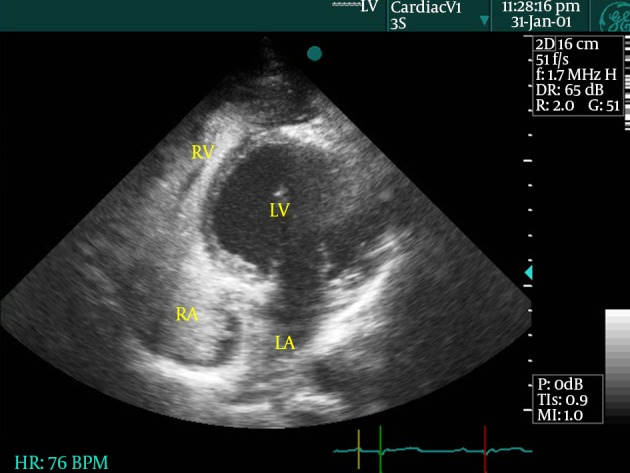 LV
CardiacV1
3S
11:28:16 pm
31-Jan-01
2D 16 cm
51 f/s
f: 1.7 MHz H
DR: 65 dB
R: 2.0 G: 51
RV
LV
RA
LA
P: 0dB
TIs: 0.9
MI: 1.0
HR: 76 BPM